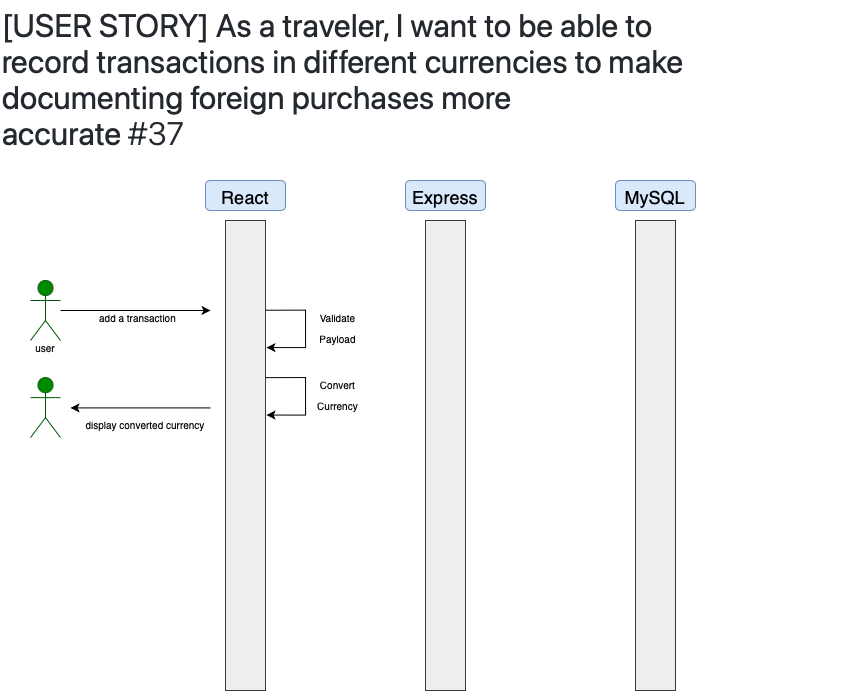 [USER STORY] As a traveler, I want to be able to
record transactions in different currencies to make
documenting foreign purchases more
accurate #37
React
Express
MySQL
add a transaction
Validate
Payload
user
Convert
Currency
display converted currency